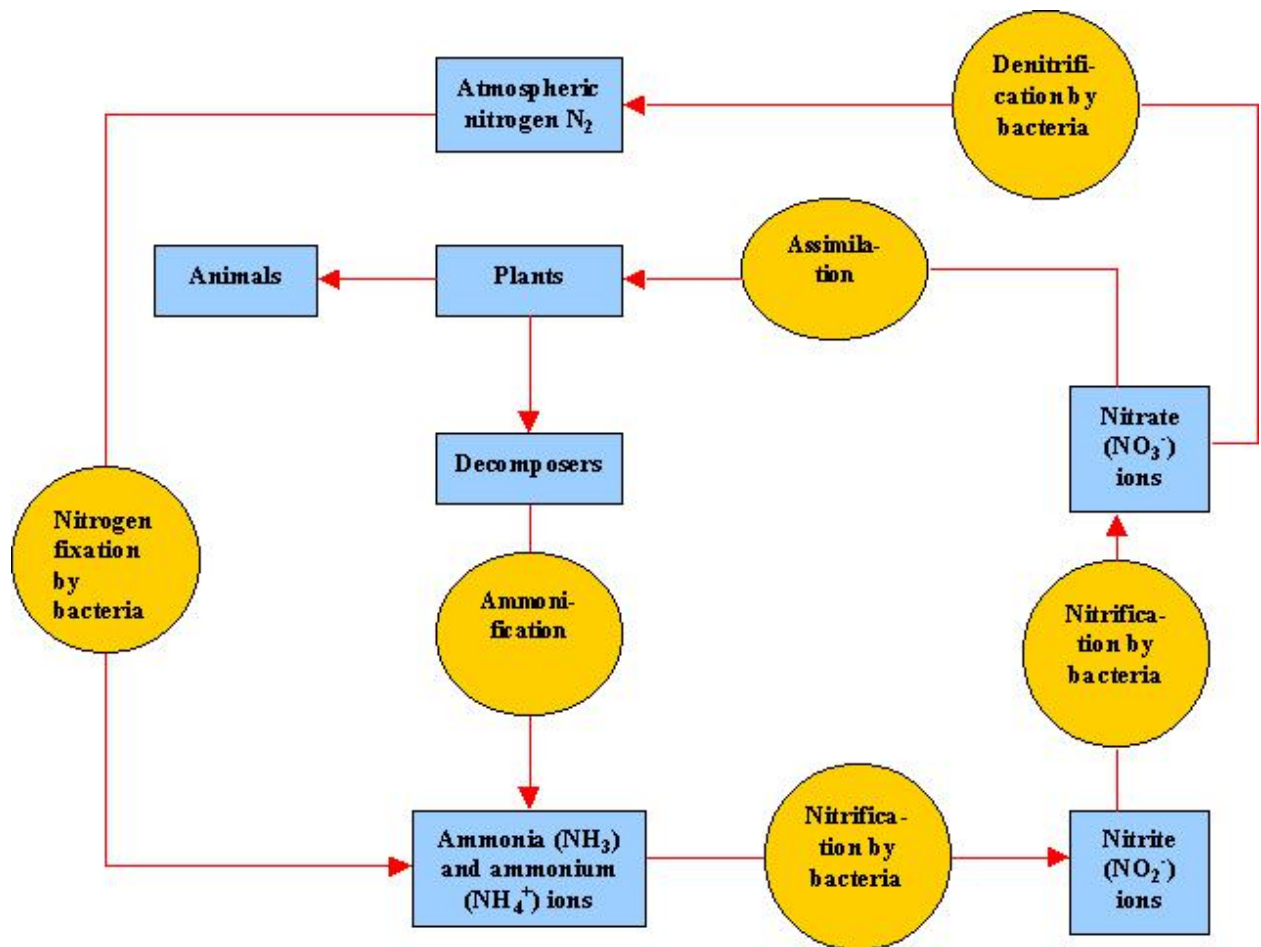 Atmospheric
nitrogen N₂
Denitrifi-
cation by
bacteria
Animals
Plants
Assimila-
tion
Decomposers
Nitrate
(NO₃⁻)
ions
Nitrogen
fixation
by
bacteria
Ammoni-
fication
Nitrifica-
tion by
bacteria
Ammonia (NH₃)
and ammonium
(NH₄⁺) ions
Nitrifica-
tion by
bacteria
Nitrite
(NO₂⁻)
ions